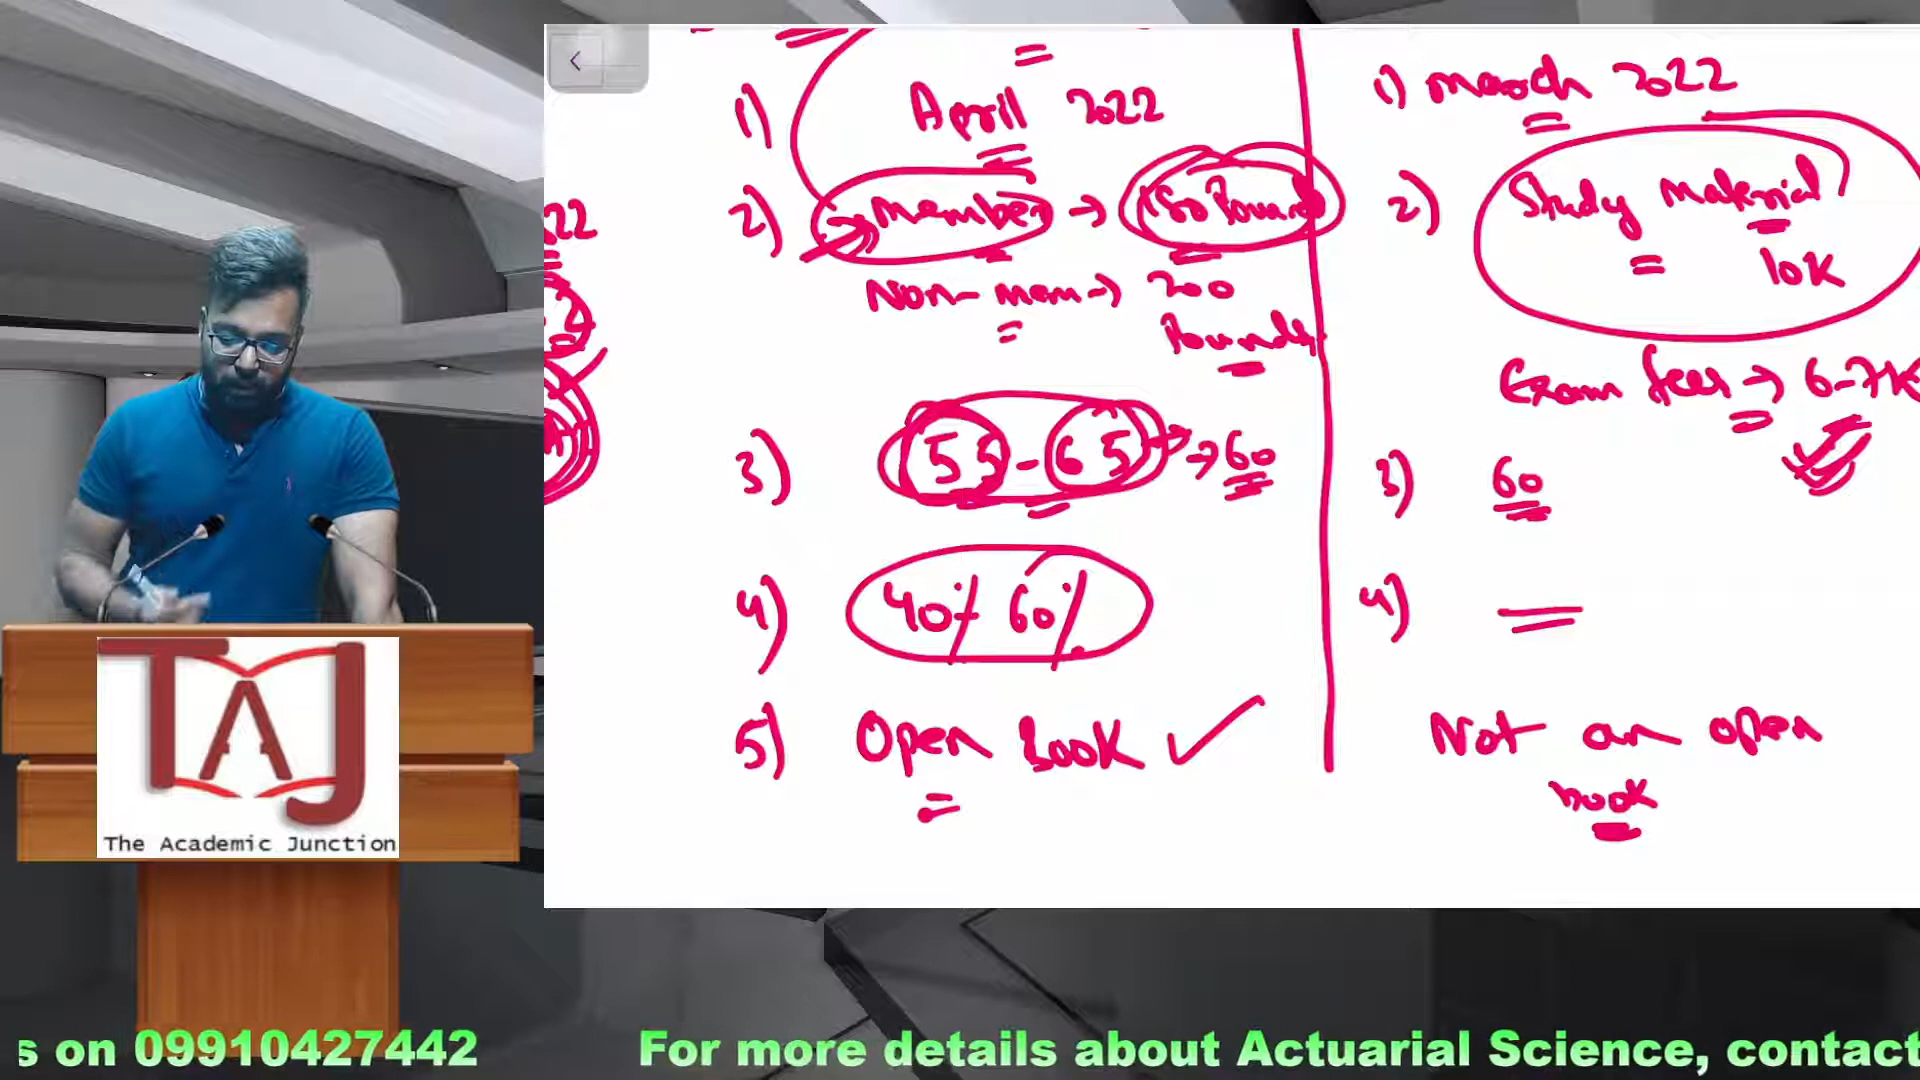 22
1) April 2022
2) member → 150 Pounds
Non-mem → 200
Pounds
3) 55 - 65 → 60
4) 40% 60%
5) Open Book ✓
1) March 2022
2) Study Material
10K
Exam fees → 6-7K
3) 60
4)
Not an open
book
TAJ
The Academic Junction
s on 09910427442
For more details about Actuarial Science, contact